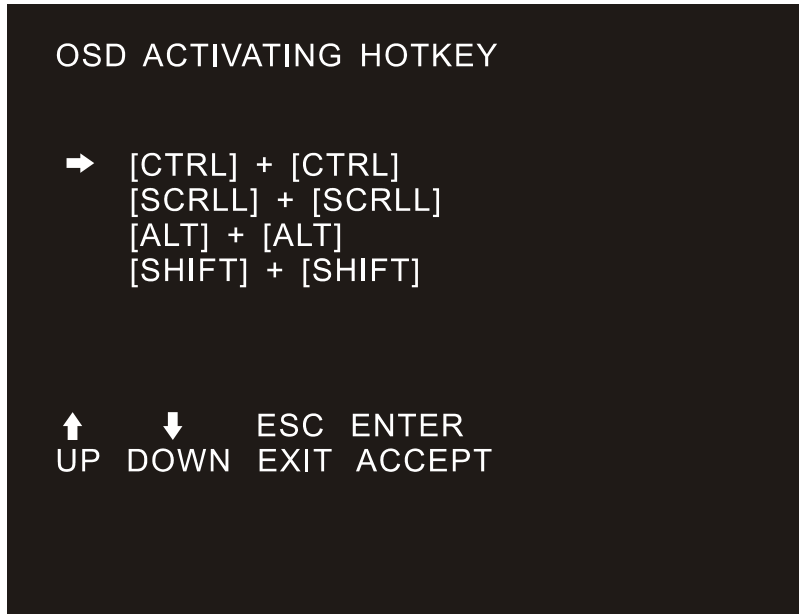 OSD ACTIVATING HOTKEY
[CTRL] + [CTRL]
[SCRLL] + [SCRLL]
[ALT] + [ALT]
[SHIFT] + [SHIFT]
ESC ENTER
UP DOWN EXIT ACCEPT